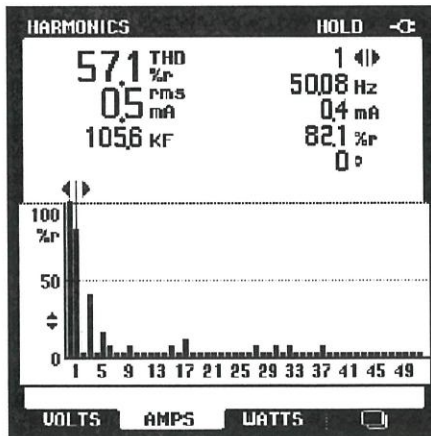 HARMONICS HOLD
57.1 THD %r
0.5 rms mA
105.6 KF
1
50.08 Hz
0.4 mA
82.1 %r
0 °
100
%r
50
0
1 5 9 13 17 21 25 29 33 37 41 45 49
VOLTS AMPS WATTS